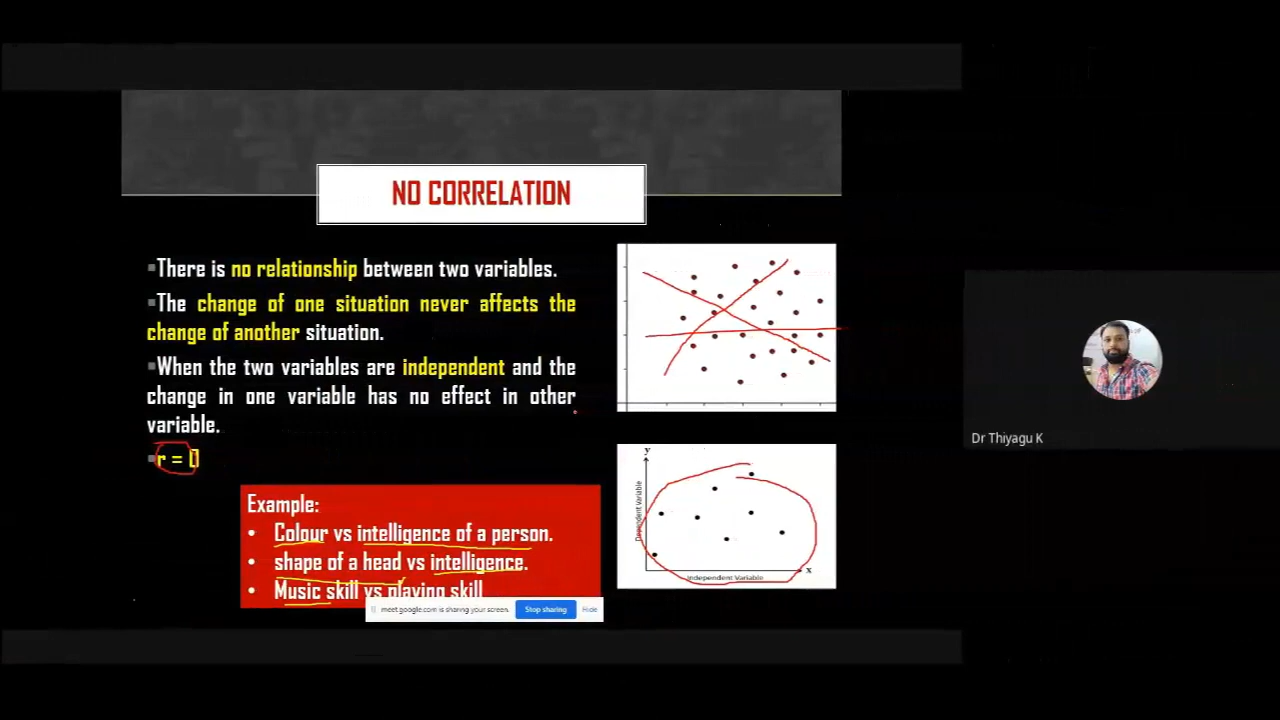 NO CORRELATION
There is no relationship between two variables.
The change of one situation never affects the
change of another situation.
When the two variables are independent and the
change in one variable has no effect in other
variable.
r = 0
Example:
• Colour vs intelligence of a person.
• shape of a head vs intelligence.
• Music skill vs playing skill
meet.google.com is sharing your screen.
Stop sharing
Hide
y
Dependent Variable
Independent Variable
x
Dr Thiyagu K